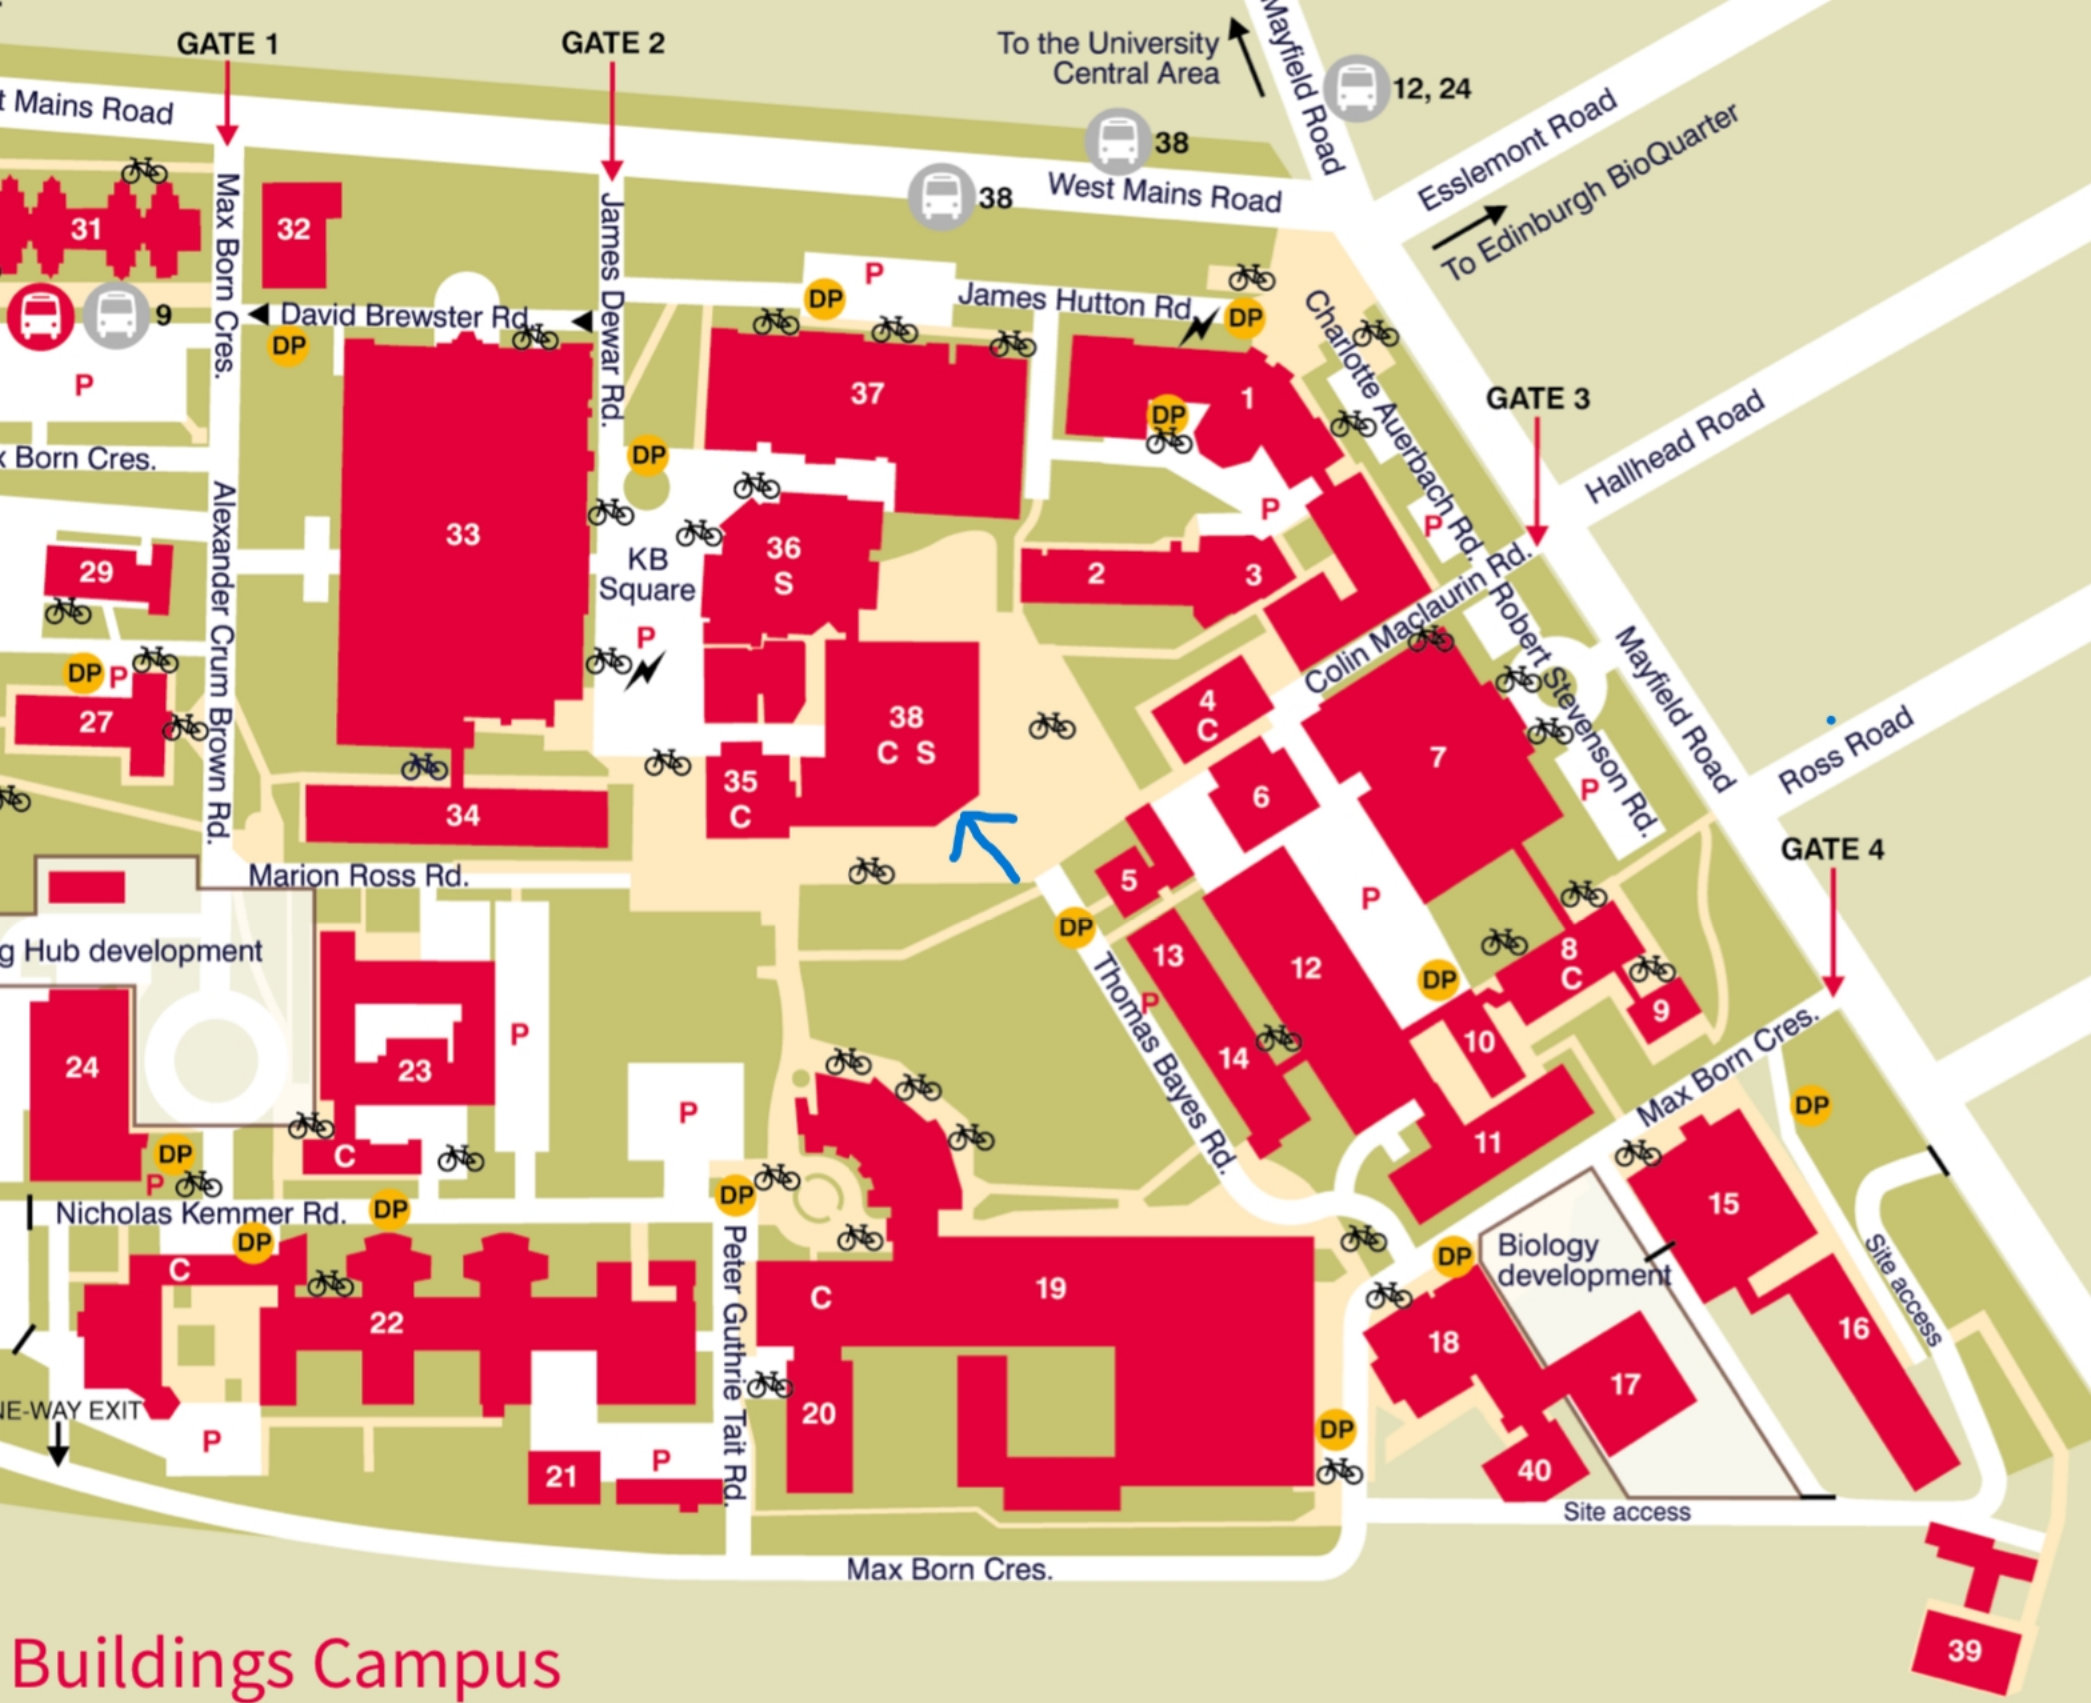 GATE 1
GATE 2
To the University
Central Area
Mayfield Road
12, 24
38
Esslemont Road
To Edinburgh BioQuarter
t Mains Road
38
West Mains Road
31
Max Born Cres.
32
James Dewar Rd.
P
DP
James Hutton Rd.
DP
Charlotte Auerbach Rd.
9
David Brewster Rd.
DP
P
37
1
DP
GATE 3
Hallhead Road
x Born Cres.
DP
P
P
Alexander Crum Brown Rd.
33
KB
Square
36
S
2
3
Colin Maclaurin Rd.
Robert Stevenson Rd.
Mayfield Road
29
P
DP
P
27
38
C S
4
C
7
P
Ross Road
35
C
6
34
GATE 4
Marion Ross Rd.
5
P
g Hub development
DP
13
12
DP
8
C
9
P
Thomas Bayes Rd.
P
10
24
23
14
Max Born Cres.
DP
P
11
DP
C
P
DP
DP
15
Nicholas Kemmer Rd.
DP
C
Peter Guthrie Tait Rd.
DP
Biology
development
Site access
22
C
19
18
16
17
NE-WAY EXIT
P
20
DP
21
P
40
Site access
Max Born Cres.
39
Buildings Campus